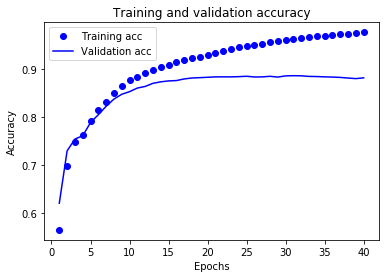 Training and validation accuracy
Training acc
Validation acc
0.9
0.8
0.7
0.6
Accuracy
0
5
10
15
20
25
30
35
40
Epochs